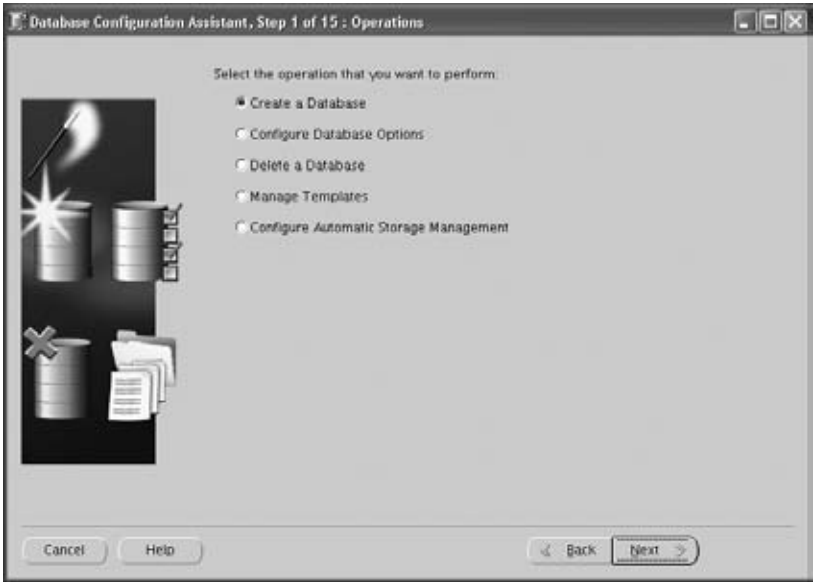 Database Configuration Assistant, Step 1 of 15 : Operations
Select the operation that you want to perform:
Create a Database
Configure Database Options
Delete a Database
Manage Templates
Configure Automatic Storage Management
Cancel Help Back Next